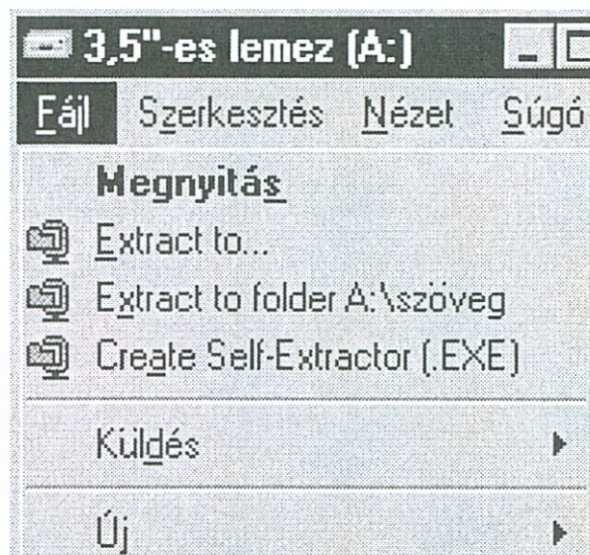 3,5"-es lemez (A:)
Fájl Szerkesztés Nézet Súgó
Megnyitás
Extract to...
Extract to folder A:\szöveg
Create Self-Extractor (.EXE)
Küldés
Új